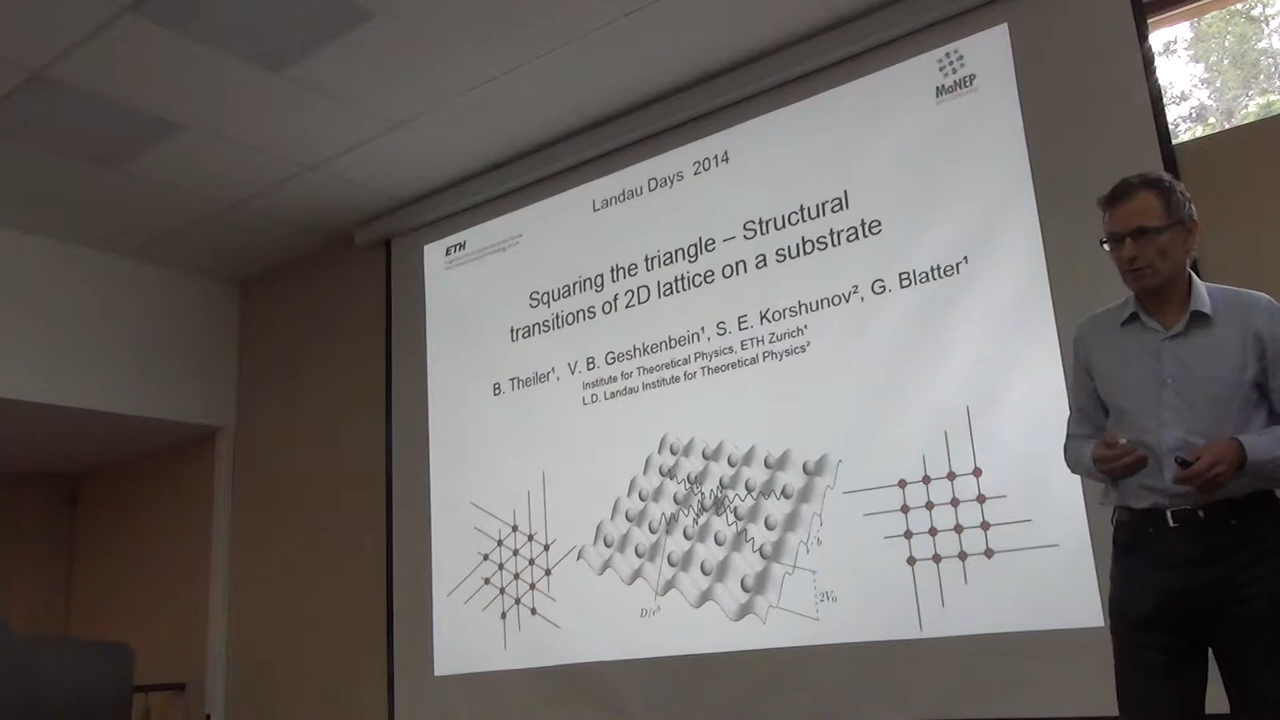 MaNEP
Landau Days 2014
ETH
Squaring the triangle – Structural
transitions of 2D lattice on a substrate
B. Theiler¹, V. B. Geshkenbein¹, S. E. Korshunov², G. Blatter¹
Institute for Theoretical Physics, ETH Zurich¹
L.D. Landau Institute for Theoretical Physics²
b
D/r³
2V₀